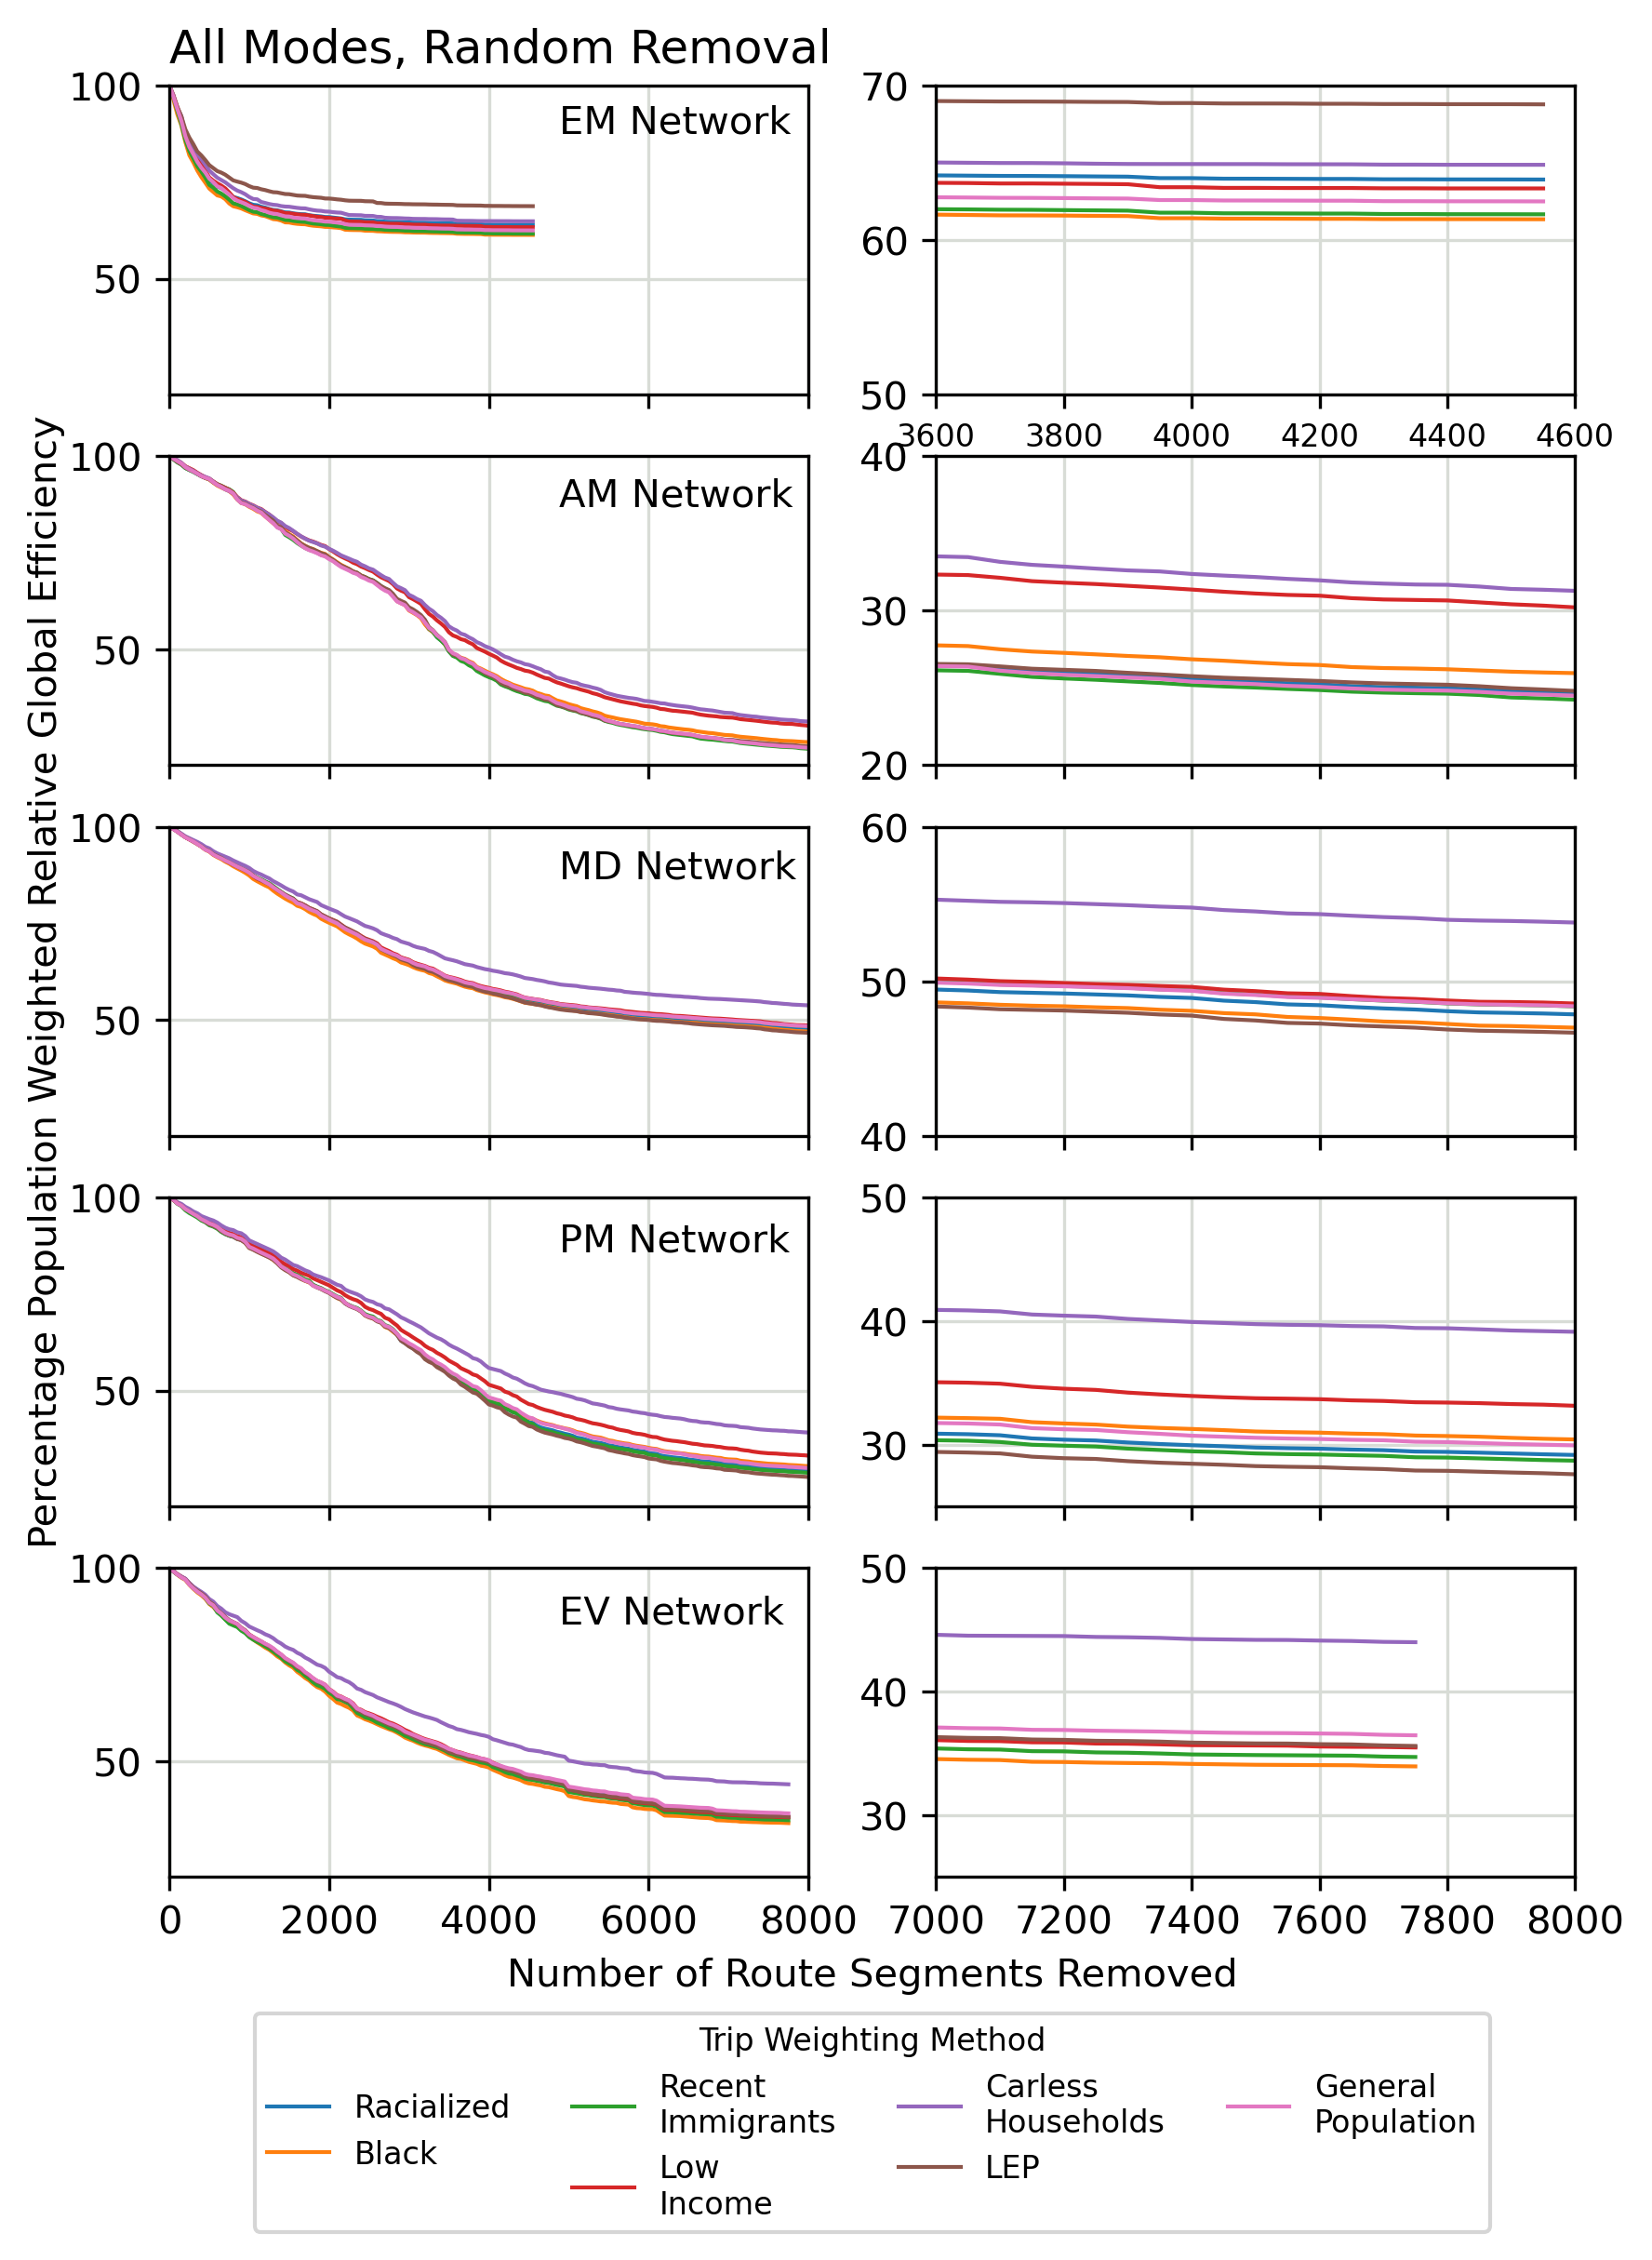 All Modes, Random Removal
Percentage Population Weighted Relative Global Efficiency
100
50
EM Network
70
60
50
3600 3800 4000 4200 4400 4600
100
50
AM Network
40
30
20
100
50
MD Network
60
50
40
100
50
PM Network
50
40
30
100
50
EV Network
50
40
30
0 2000 4000 6000 8000
7000 7200 7400 7600 7800 8000
Number of Route Segments Removed
Trip Weighting Method
Racialized
Black
Recent
Immigrants
Low
Income
Carless
Households
LEP
General
Population